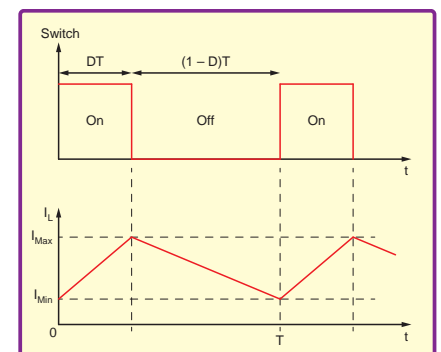 Switch
DT (1 – D)T
On Off On
t
I_L
I_Max
I_Min
0 T t